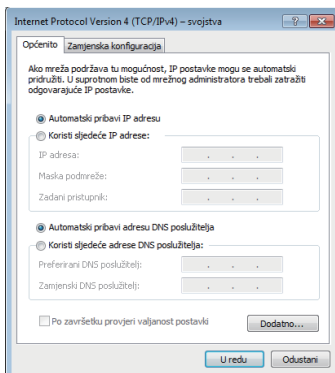 Internet Protocol Version 4 (TCP/IPv4) – svojstva
Općenito Zamjenska konfiguracija
Ako mreža podržava tu mogućnost, IP postavke mogu se automatski
pridružiti. U suprotnom biste od mrežnog administratora trebali zatražiti
odgovarajuće IP postavke.
Automatski pribavi IP adresu
Koristi sljedeće IP adrese:
IP adresa:
Maska podmreže:
Zadani pristupnik:
Automatski pribavi adresu DNS poslužitelja
Koristi sljedeće adrese DNS poslužitelja:
Preferirani DNS poslužitelj:
Zamjenski DNS poslužitelj:
Po završetku provjeri valjanost postavki
Dodatno...
U redu Odustani